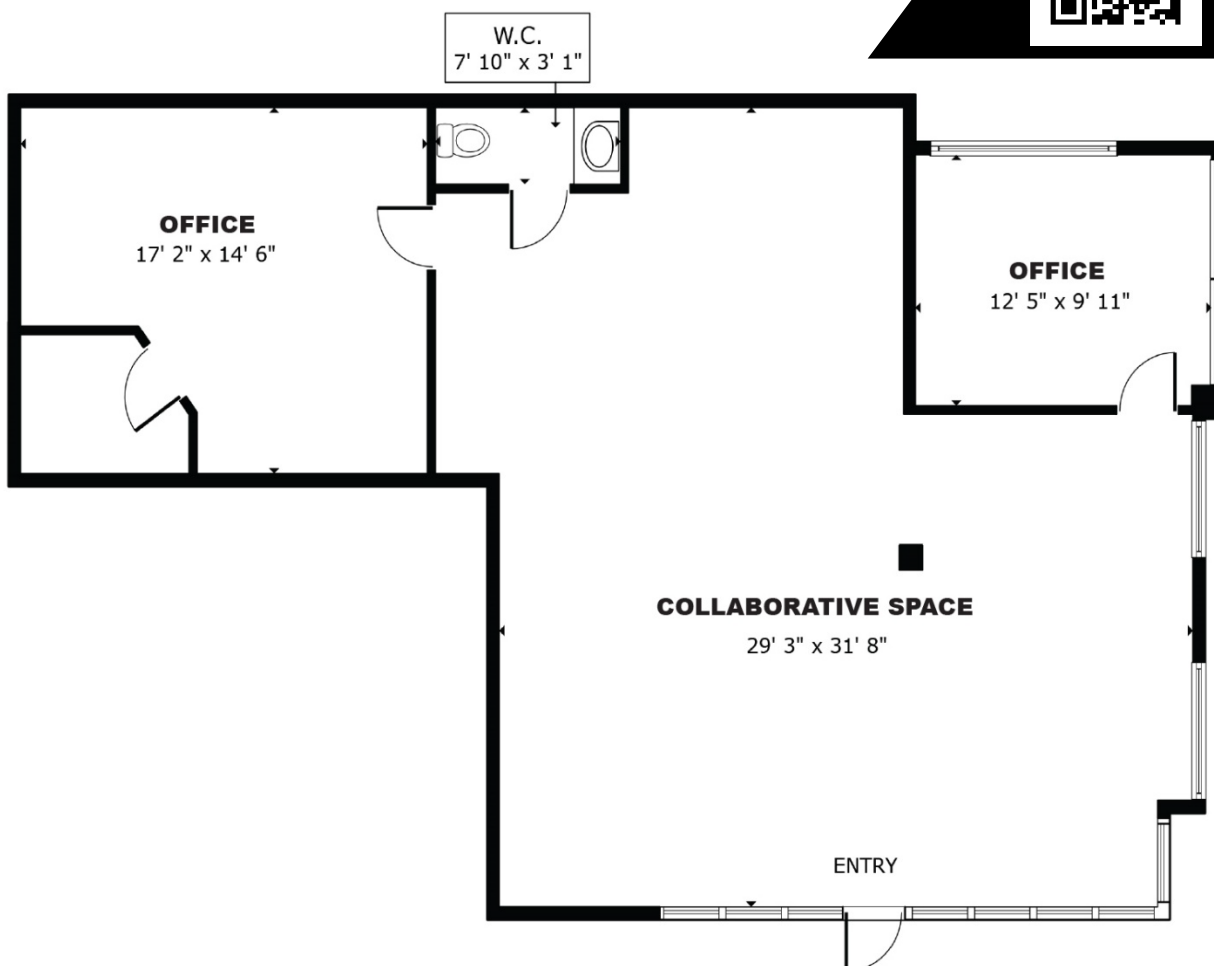 W.C.
7' 10" x 3' 1"
OFFICE
17' 2" x 14' 6"
OFFICE
12' 5" x 9' 11"
COLLABORATIVE SPACE
29' 3" x 31' 8"
ENTRY